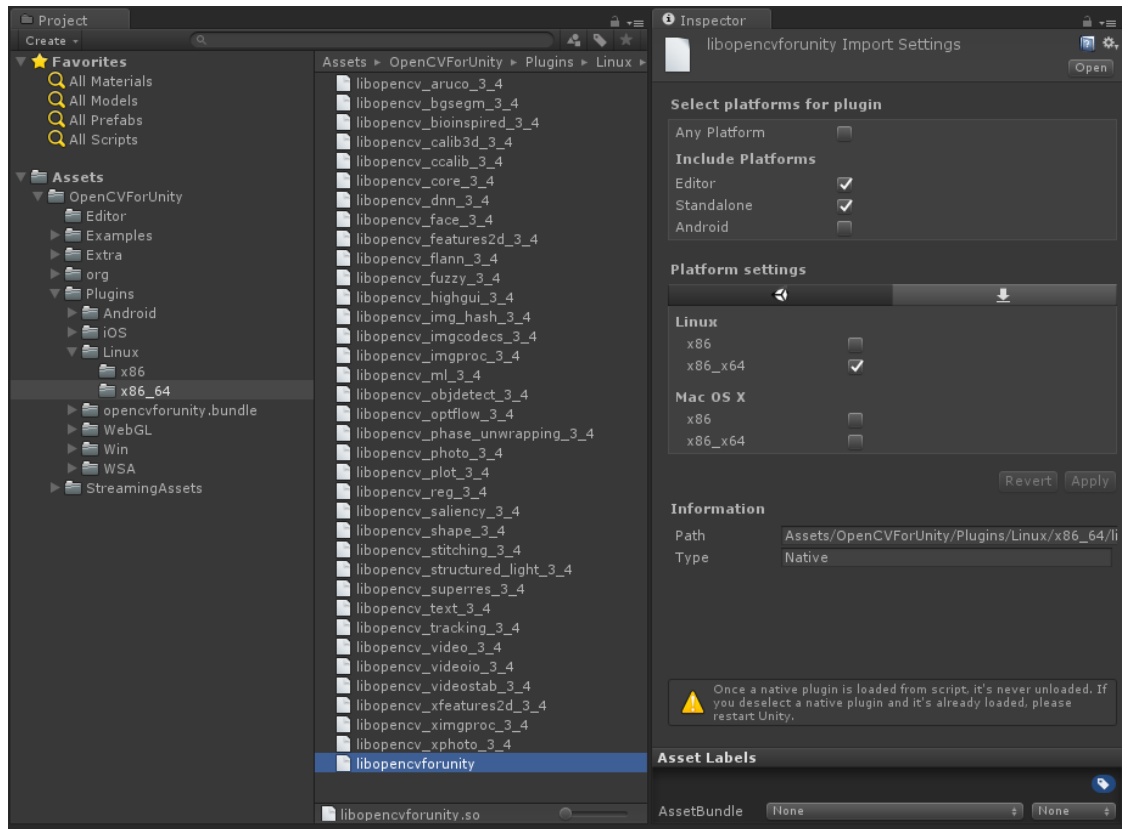 Project
Create
Favorites
All Materials
All Models
All Prefabs
All Scripts
Assets
OpenCVForUnity
Editor
Examples
Extra
org
Plugins
Android
iOS
Linux
x86
x86_64
opencvforunity.bundle
WebGL
Win
WSA
StreamingAssets
Assets ▸ OpenCVForUnity ▸ Plugins ▸ Linux ▸
libopencv_aruco_3_4
libopencv_bgsegm_3_4
libopencv_bioinspired_3_4
libopencv_calib3d_3_4
libopencv_ccalib_3_4
libopencv_core_3_4
libopencv_dnn_3_4
libopencv_face_3_4
libopencv_features2d_3_4
libopencv_flann_3_4
libopencv_fuzzy_3_4
libopencv_highgui_3_4
libopencv_img_hash_3_4
libopencv_imgcodecs_3_4
libopencv_imgproc_3_4
libopencv_ml_3_4
libopencv_objdetect_3_4
libopencv_optflow_3_4
libopencv_phase_unwrapping_3_4
libopencv_photo_3_4
libopencv_plot_3_4
libopencv_reg_3_4
libopencv_saliency_3_4
libopencv_shape_3_4
libopencv_stitching_3_4
libopencv_structured_light_3_4
libopencv_superres_3_4
libopencv_text_3_4
libopencv_tracking_3_4
libopencv_video_3_4
libopencv_videoio_3_4
libopencv_videostab_3_4
libopencv_xfeatures2d_3_4
libopencv_ximgproc_3_4
libopencv_xphoto_3_4
libopencvforunity
libopencvforunity.so
Inspector
libopencvforunity Import Settings
Open
Select platforms for plugin
Any Platform
Include Platforms
Editor
Standalone
Android
Platform settings
Linux
x86
x86_x64
Mac OS X
x86
x86_x64
Revert Apply
Information
Path Assets/OpenCVForUnity/Plugins/Linux/x86_64/li
Type Native
Once a native plugin is loaded from script, it's never unloaded. If
you deselect a native plugin and it's already loaded, please
restart Unity.
Asset Labels
AssetBundle None None